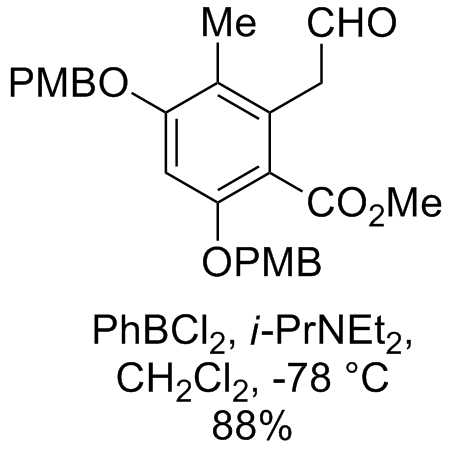 Me
CHO
PMBO
CO₂Me
OPMB
PhBCl₂, i-PrNEt₂,
CH₂Cl₂, -78 °C
88%